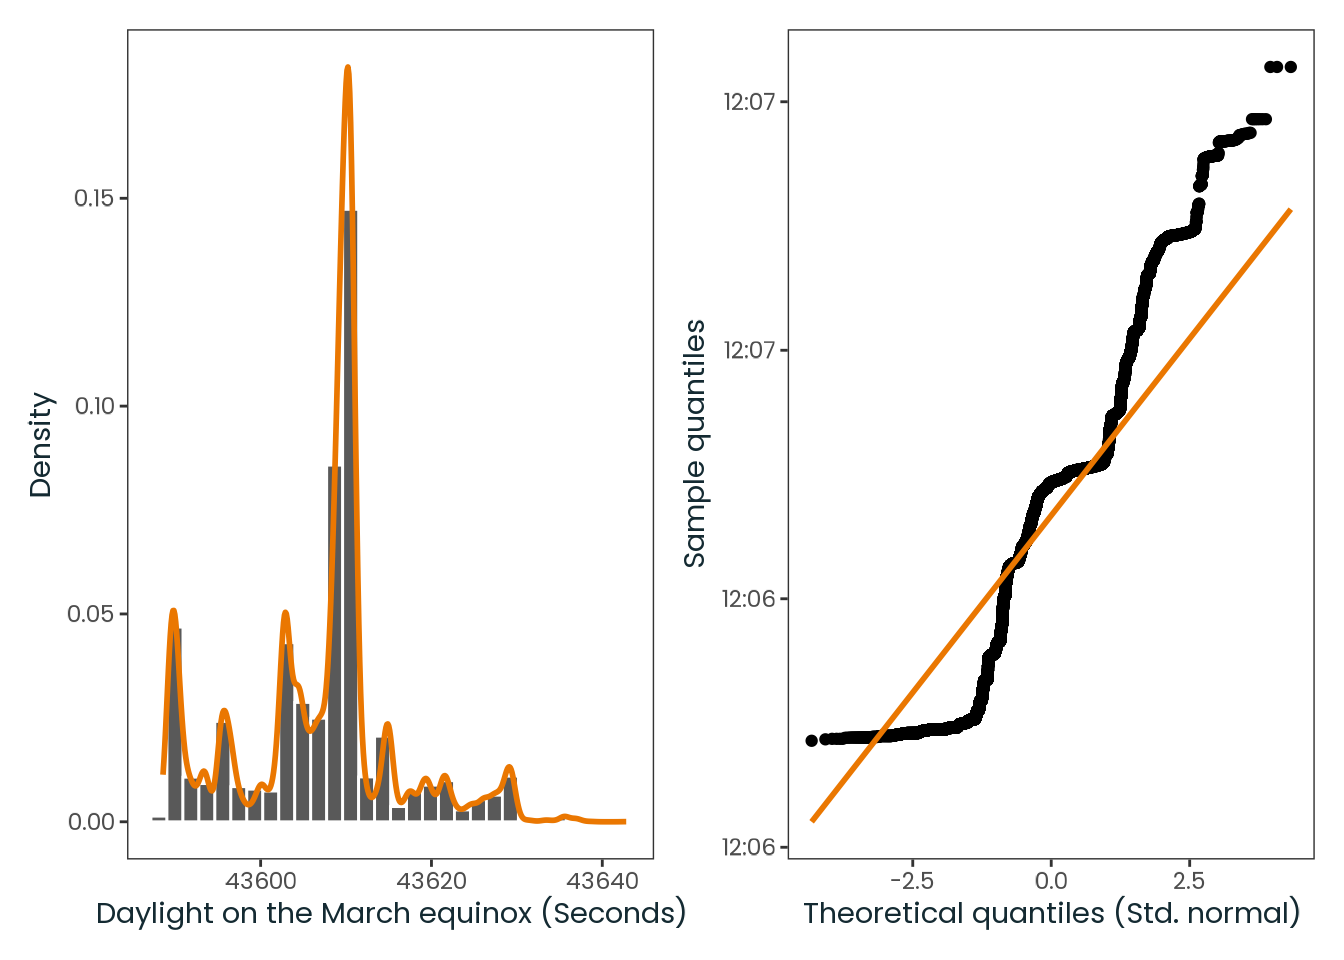 Density
0.15
0.10
0.05
0.00
43600 43620 43640
Daylight on the March equinox (Seconds)
Sample quantiles
12:07
12:07
12:06
12:06
−2.5 0.0 2.5
Theoretical quantiles (Std. normal)